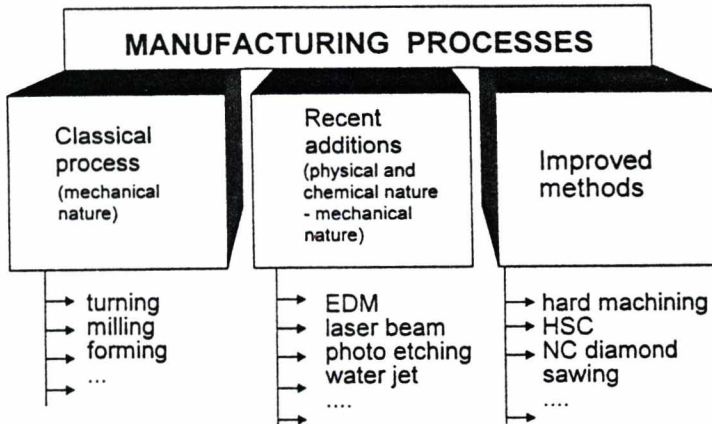 MANUFACTURING PROCESSES
Classical
process
(mechanical
nature)
turning
milling
forming
...
Recent
additions
(physical and
chemical nature
- mechanical
nature)
EDM
laser beam
photo etching
water jet
....
Improved
methods
hard machining
HSC
NC diamond
sawing
....